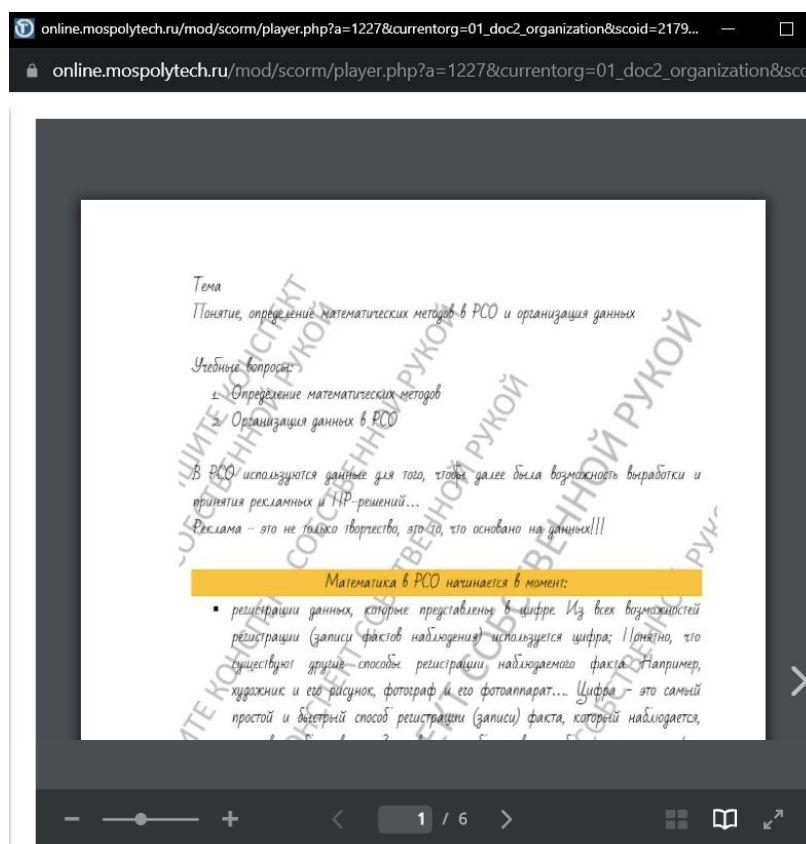 online.mospolytech.ru/mod/scorm/player.php?a=1227&currentorg=01_doc2_organization&scoid=2179...
online.mospolytech.ru/mod/scorm/player.php?a=1227&currentorg=01_doc2_organization&sco
Тема
Понятие, определение математических методов в РСО и организация данных
Учебные вопросы:
1. Определение математических методов
2. Организация данных в РСО
В РСО используются данные для того, чтобы далее была возможность выработки и
принятия рекламных и PR-решений...
Реклама – это не только творчество, это то, что основано на данных!!!
Математика в РСО начинается в момент:
▪ регистрации данных, которые представлены в цифре. Из всех возможностей
регистрации (записи фактов наблюдения) используется цифра; Понятно, что
существуют другие способы регистрации наблюдаемого факта. Например,
художник и его рисунок, фотограф и его фотоаппарат.... Цифра – это самый
простой и быстрый способ регистрации (записи) факта, который наблюдается,
ШИТЕ КОНСПЕКТ
СОБСТВЕННОЙ РУКОЙ
1 / 6